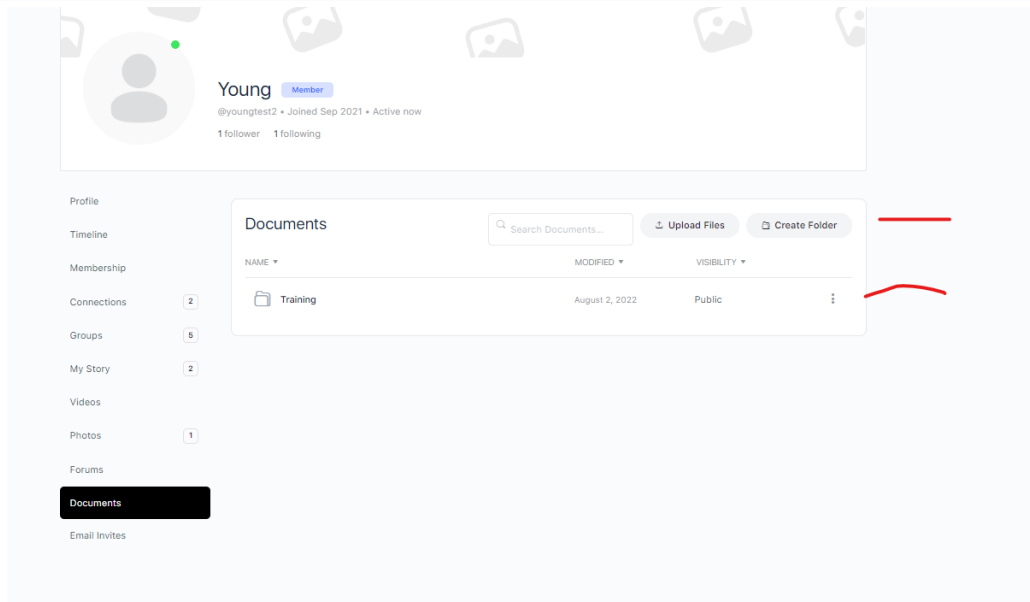 Young Member
@youngtest2 • Joined Sep 2021 • Active now
1 follower 1 following
Profile
Timeline
Membership
Connections 2
Groups 5
My Story 2
Videos
Photos 1
Forums
Documents
Email Invites
Documents
Search Documents...
Upload Files
Create Folder
NAME MODIFIED VISIBILITY
Training August 2, 2022 Public